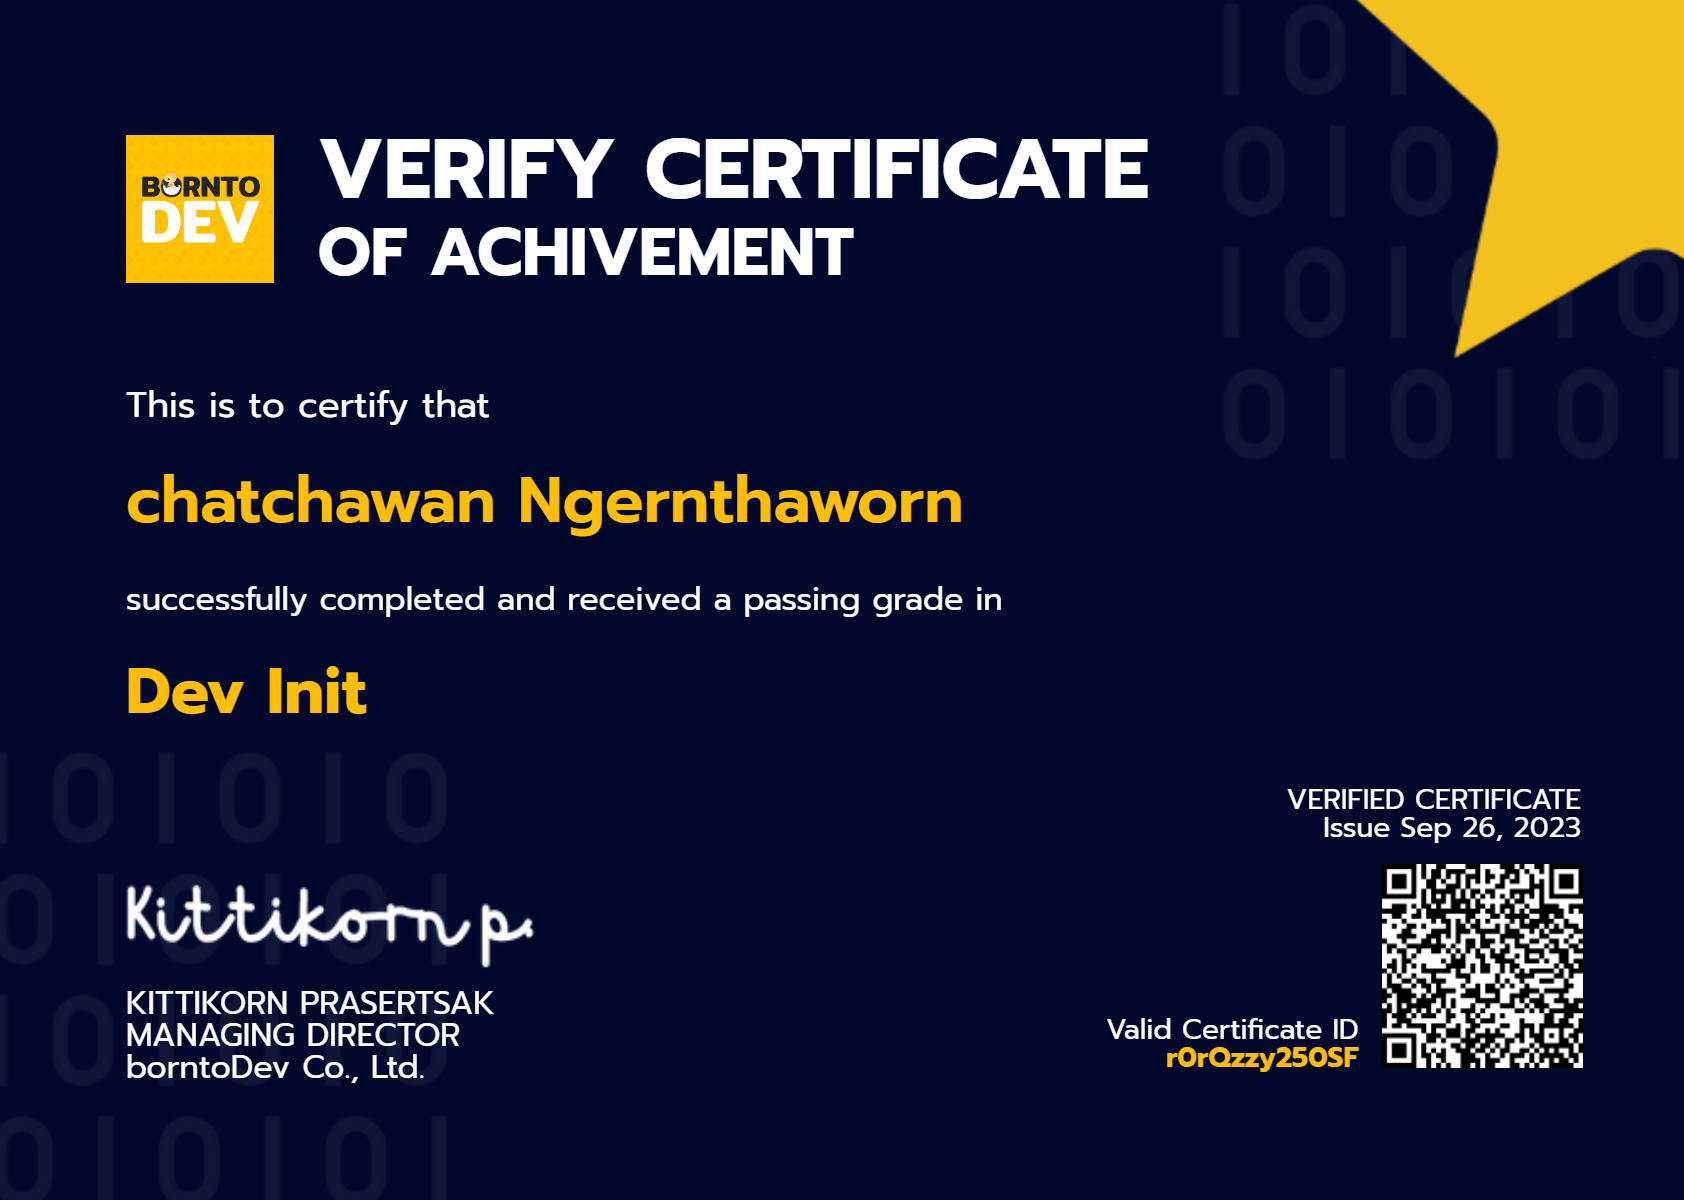 BORNTO
DEV
VERIFY CERTIFICATE
OF ACHIVEMENT
This is to certify that
chatchawan Ngernthaworn
successfully completed and received a passing grade in
Dev Init
VERIFIED CERTIFICATE
Issue Sep 26, 2023
Kittikorn p.
KITTIKORN PRASERTSAK
MANAGING DIRECTOR
borntoDev Co., Ltd.
Valid Certificate ID
r0rQzzy250SF